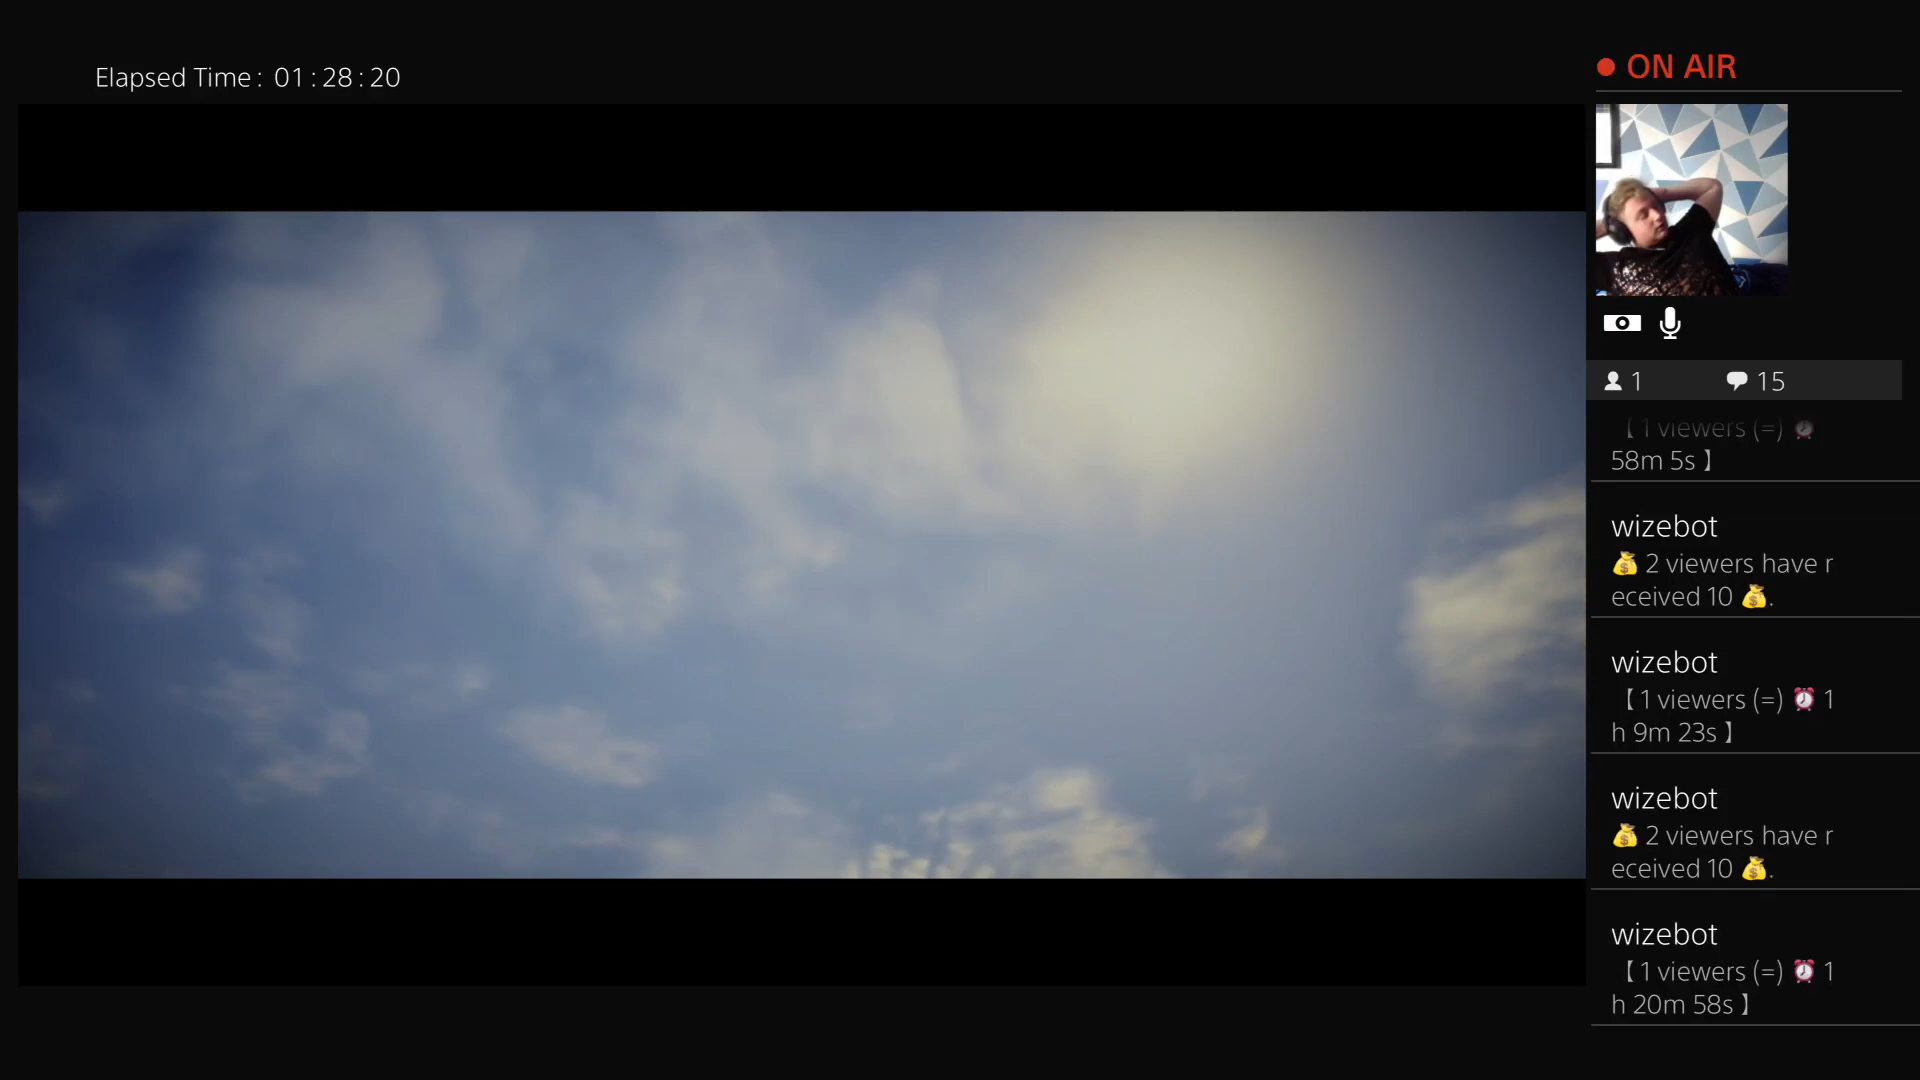 Elapsed Time: 01:28:20
ON AIR
1 15
【1 viewers (=) ⏰
58m 5s】
wizebot
💰 2 viewers have r
eceived 10 💰.
wizebot
【1 viewers (=) ⏰ 1
h 9m 23s】
wizebot
💰 2 viewers have r
eceived 10 💰.
wizebot
【1 viewers (=) ⏰ 1
h 20m 58s】